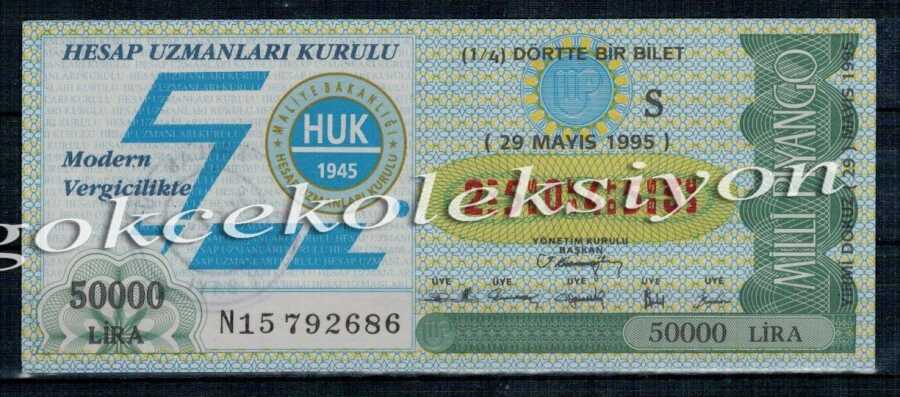 HESAP UZMANLARI KURULU
Modern
Vergicilikte
50.
MALİYE BAKANLIĞI
HUK
1945
HESAP UZMANLARI KURULU
50000
LİRA
N15 792686
(1/4) DÖRTTE BİR BİLET
MP
S
( 29 MAYIS 1995 )
YÖNETİM KURULU
BAŞKAN
ÜYE ÜYE ÜYE ÜYE ÜYE
50000 LİRA
MİLLİ PİYANGO
YİRMİ DOKUZ ( 29 ) MAYIS 1995
gokcekoleksiyon